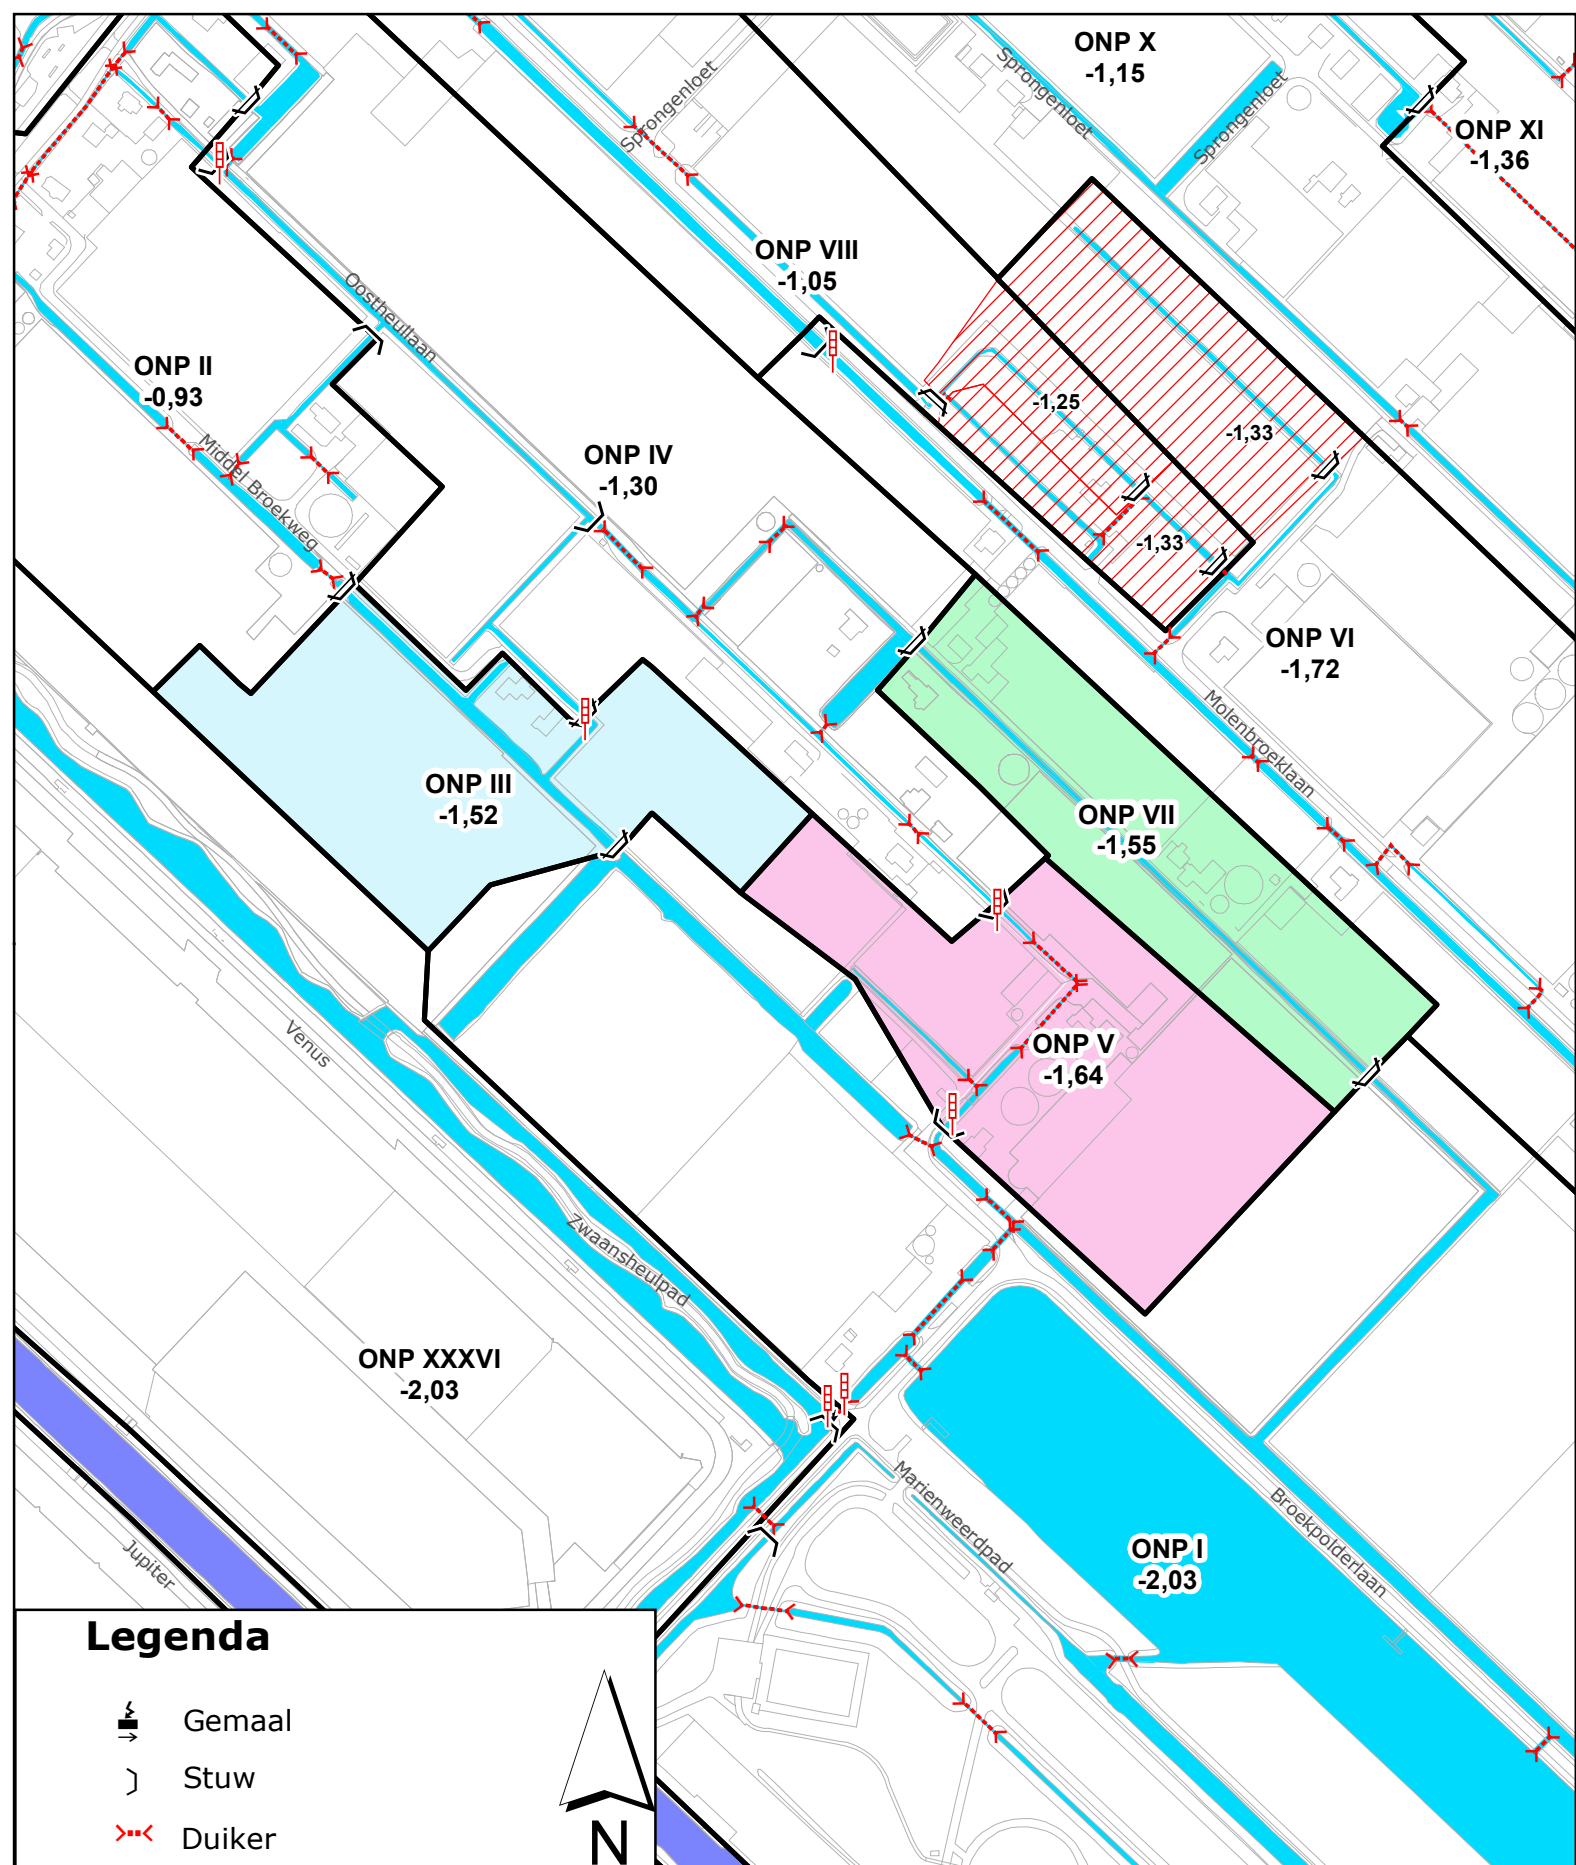 ONP X
-1,15
Sprongenloet
Sprongenloet
Sprongenloet
ONP XI
-1,36
ONP VIII
-1,05
Oostheullaan
ONP II
-0,93
-1,25
-1,33
Middel Broekweg
ONP IV
-1,30
-1,33
ONP VI
-1,72
Molenbroeklaan
ONP III
-1,52
ONP VII
-1,55
Venus
ONP V
-1,64
Zwaansheulpad
ONP XXXVI
-2,03
Marienweerdpad
Broekpolderlaan
ONP I
-2,03
Jupiter
Legenda
Gemaal
Stuw
Duiker
N